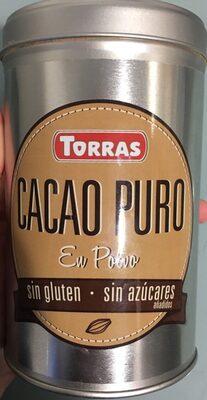 TORRAS
CACAO PURO
En Polvo
sin gluten · sin azúcares
añadidos